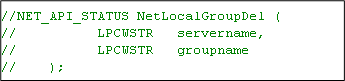 //NET_API_STATUS NetLocalGroupDel (
//          LPCWSTR   servername,
//          LPCWSTR   groupname
//    );